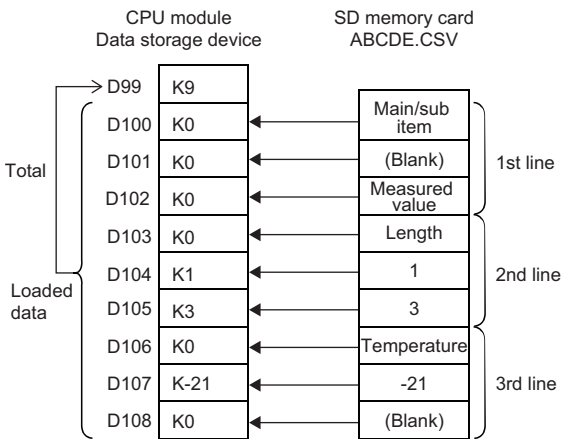 CPU module
Data storage device
SD memory card
ABCDE.CSV
D99 K9
D100 K0 Main/sub item
D101 K0 (Blank) 1st line
D102 K0 Measured value
Total
D103 K0 Length
D104 K1 1 2nd line
Loaded data
D105 K3 3
D106 K0 Temperature
D107 K-21 -21 3rd line
D108 K0 (Blank)